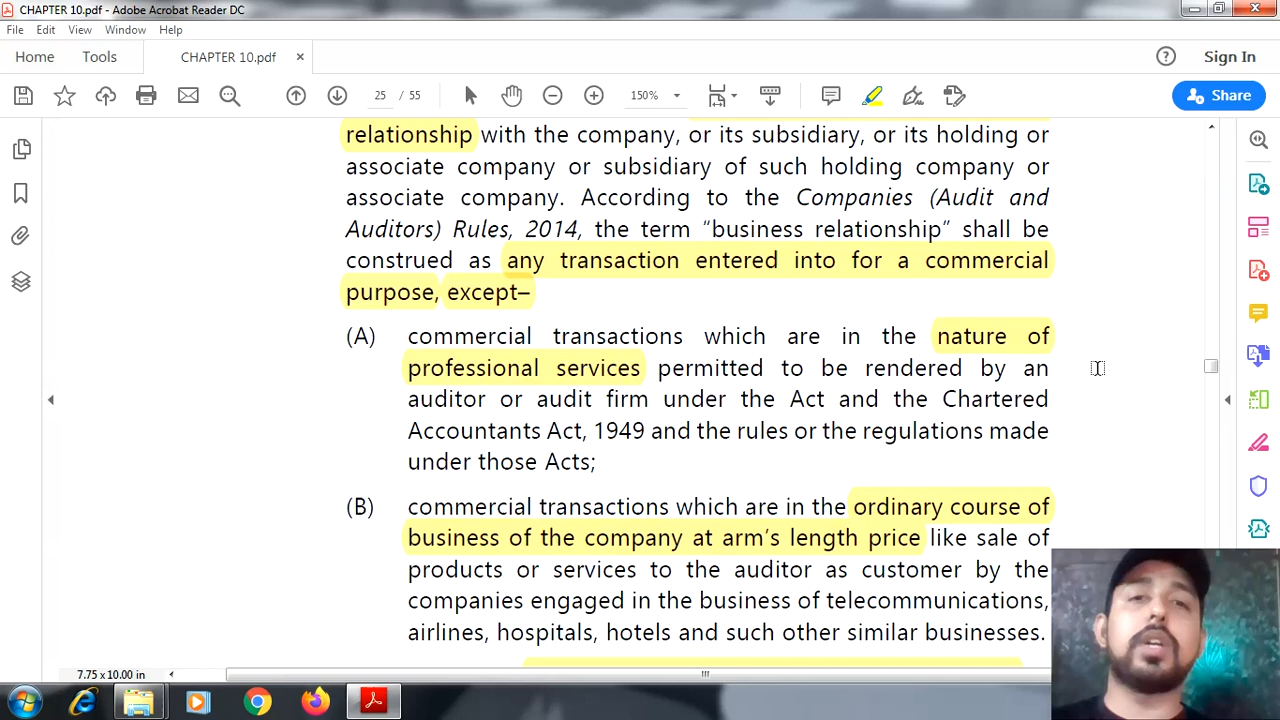 CHAPTER 10.pdf - Adobe Acrobat Reader DC
File Edit View Window Help
Home Tools CHAPTER 10.pdf × Sign In
25 / 55 150% Share
relationship with the company, or its subsidiary, or its holding or
associate company or subsidiary of such holding company or
associate company. According to the Companies (Audit and
Auditors) Rules, 2014, the term “business relationship” shall be
construed as any transaction entered into for a commercial
purpose, except–
(A) commercial transactions which are in the nature of
professional services permitted to be rendered by an
auditor or audit firm under the Act and the Chartered
Accountants Act, 1949 and the rules or the regulations made
under those Acts;
(B) commercial transactions which are in the ordinary course of
business of the company at arm’s length price like sale of
products or services to the auditor as customer by the
companies engaged in the business of telecommunications,
airlines, hospitals, hotels and such other similar businesses.
7.75 x 10.00 in